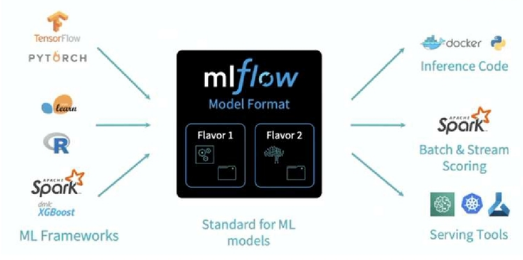 TensorFlow
PYTORCH
learn
R
APACHE
Spark
dmlc
XGBoost
ML Frameworks
mlflow
Model Format
Flavor 1
Flavor 2
Standard for ML
models
docker
Inference Code
APACHE
Spark
Batch & Stream
Scoring
Serving Tools